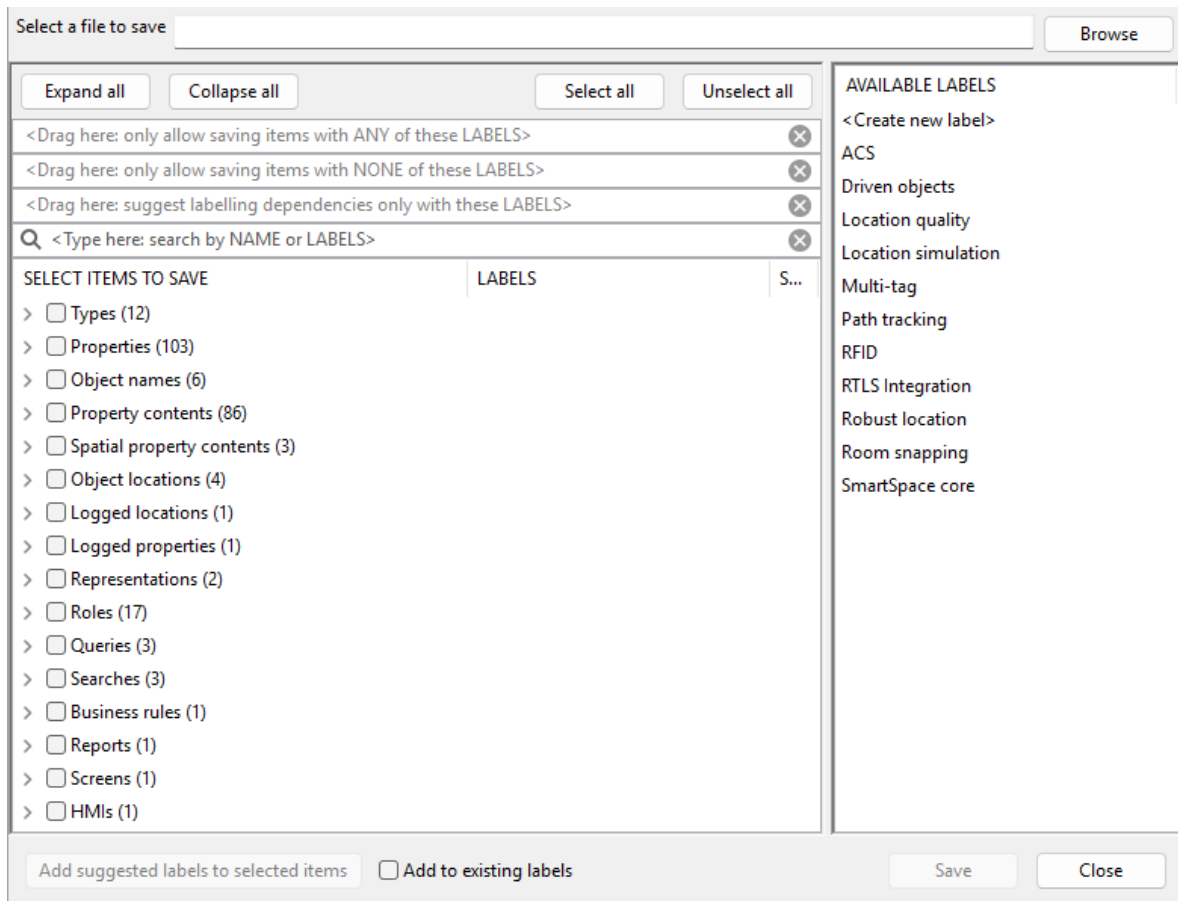 Select a file to save
Browse
Expand all
Collapse all
Select all
Unselect all
<Drag here: only allow saving items with ANY of these LABELS>
<Drag here: only allow saving items with NONE of these LABELS>
<Drag here: suggest labelling dependencies only with these LABELS>
<Type here: search by NAME or LABELS>
SELECT ITEMS TO SAVE LABELS S...
Types (12)
Properties (103)
Object names (6)
Property contents (86)
Spatial property contents (3)
Object locations (4)
Logged locations (1)
Logged properties (1)
Representations (2)
Roles (17)
Queries (3)
Searches (3)
Business rules (1)
Reports (1)
Screens (1)
HMIs (1)
AVAILABLE LABELS
<Create new label>
ACS
Driven objects
Location quality
Location simulation
Multi-tag
Path tracking
RFID
RTLS Integration
Robust location
Room snapping
SmartSpace core
Add suggested labels to selected items
Add to existing labels
Save
Close